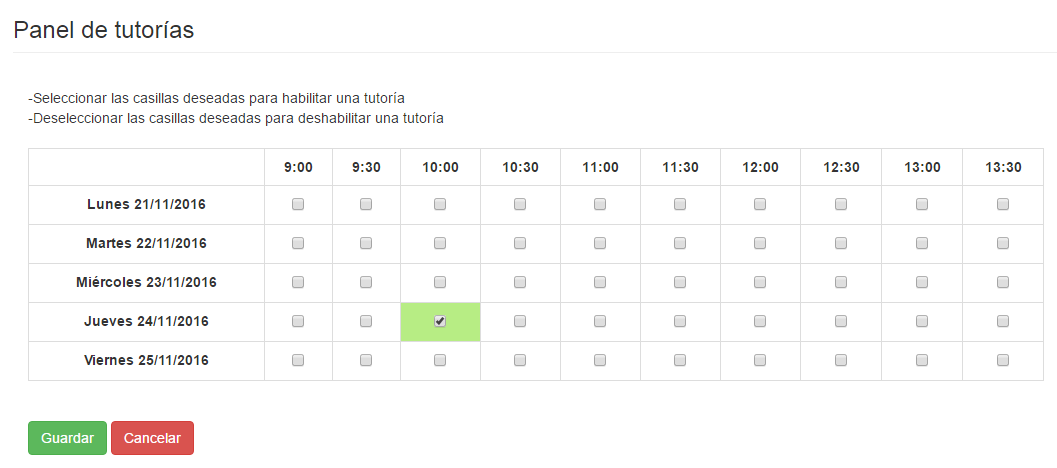 Panel de tutorías
-Seleccionar las casillas deseadas para habilitar una tutoría
-Deseleccionar las casillas deseadas para deshabilitar una tutoría
9:00 9:30 10:00 10:30 11:00 11:30 12:00 12:30 13:00 13:30
Lunes 21/11/2016
Martes 22/11/2016
Miércoles 23/11/2016
Jueves 24/11/2016
Viernes 25/11/2016
Guardar Cancelar